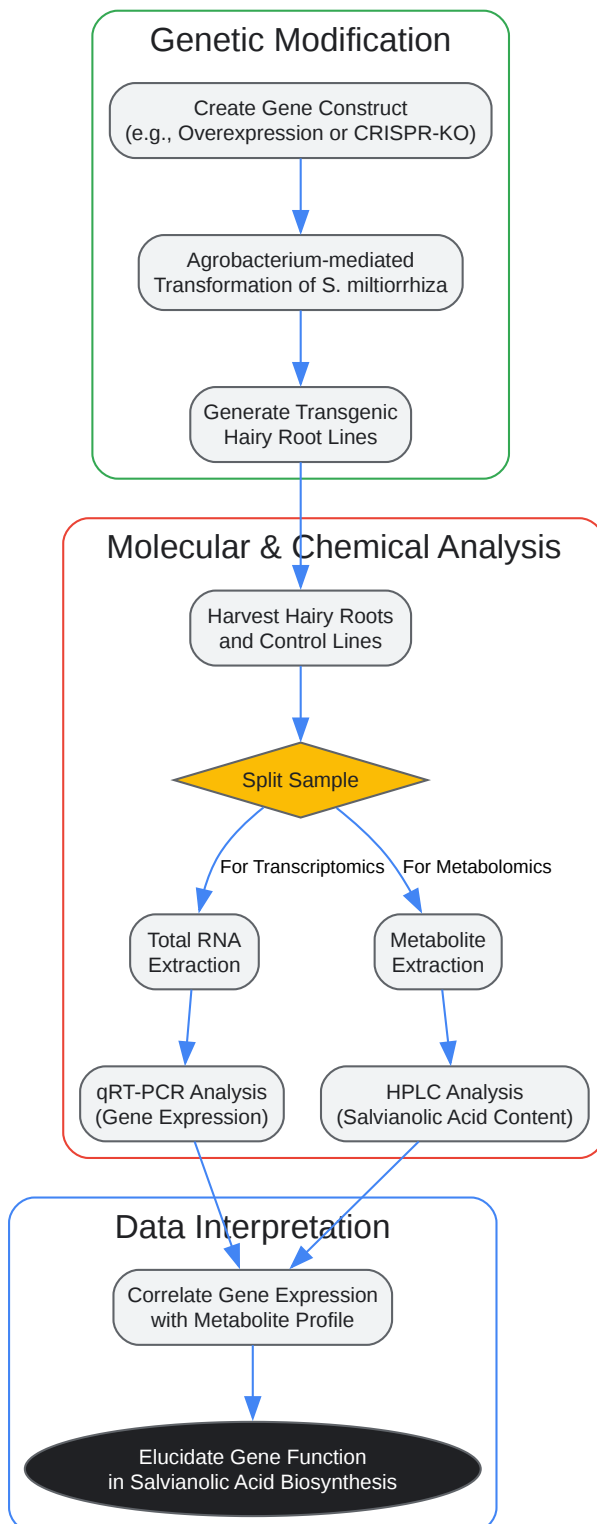 Genetic Modification
Create Gene Construct
(e.g., Overexpression or CRISPR-KO)
Agrobacterium-mediated
Transformation of S. miltiorrhiza
Generate Transgenic
Hairy Root Lines
Molecular & Chemical Analysis
Harvest Hairy Roots
and Control Lines
Split Sample
For Transcriptomics
For Metabolomics
Total RNA
Extraction
Metabolite
Extraction
qRT-PCR Analysis
(Gene Expression)
HPLC Analysis
(Salvianolic Acid Content)
Data Interpretation
Correlate Gene Expression
with Metabolite Profile
Elucidate Gene Function
in Salvianolic Acid Biosynthesis